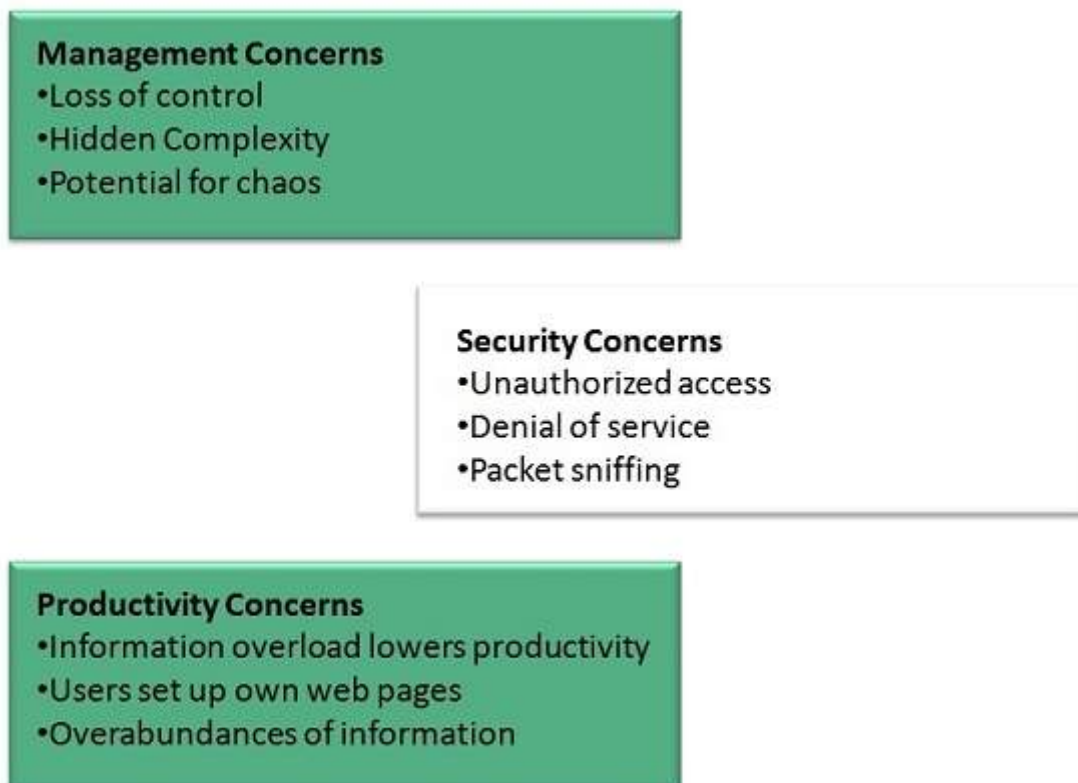 Management Concerns
•Loss of control
•Hidden Complexity
•Potential for chaos
Security Concerns
•Unauthorized access
•Denial of service
•Packet sniffing
Productivity Concerns
•Information overload lowers productivity
•Users set up own web pages
•Overabundances of information